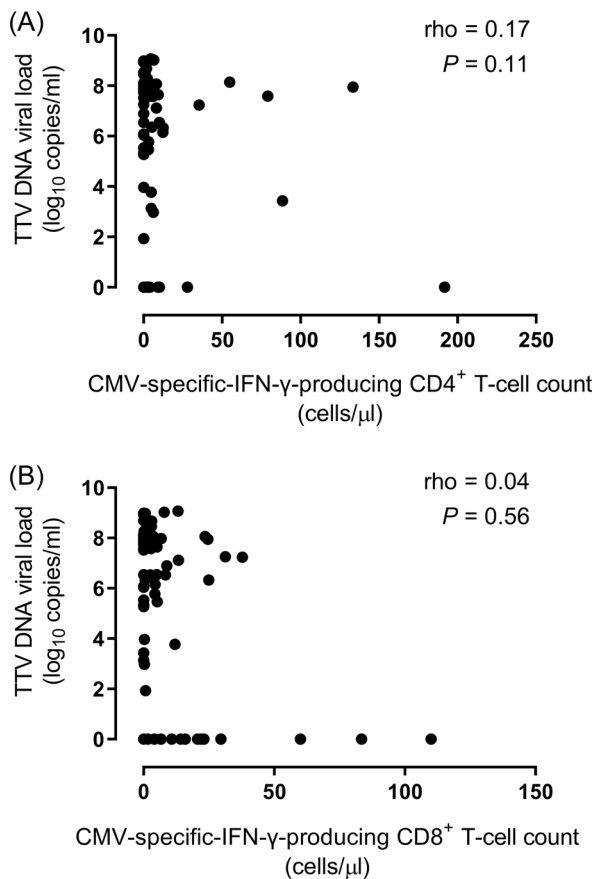 (A)
rho = 0.17
P = 0.11
TTV DNA viral load
(log10 copies/ml)
10
8
6
4
2
0
0 50 100 150 200 250
CMV-specific-IFN-γ-producing CD4+ T-cell count
(cells/µl)
(B)
rho = 0.04
P = 0.56
TTV DNA viral load
(log10 copies/ml)
10
8
6
4
2
0
0 50 100 150
CMV-specific-IFN-γ-producing CD8+ T-cell count
(cells/µl)